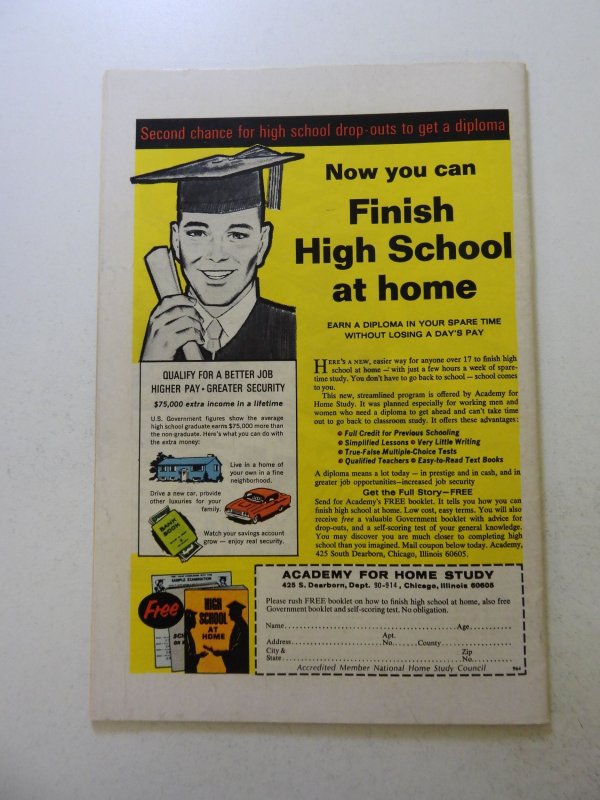 Second chance for high school drop-outs to get a diploma
Now you can
Finish
High School
at home
EARN A DIPLOMA IN YOUR SPARE TIME
WITHOUT LOSING A DAY'S PAY
HERE'S A NEW, easier way for anyone over 17 to finish high
school at home — with just a few hours a week of spare-
time study. You don't have to go back to school — school comes
to you.
This new, streamlined program is offered by Academy For
Home Study. It was planned especially for working men and
women who need a diploma to get ahead and can't take time
out to go back to classroom study. It offers these advantages:
Full Credit for Previous Schooling
Simplified Lessons Very Little Writing
True-False Multiple-Choice Tests
Qualified Teachers Easy-to-Read Text Books
A diploma means a lot today — in prestige and in cash, and in
greater job opportunities—increased job security
Get the Full Story—FREE
Send for Academy's FREE booklet. It tells you how you can
finish high school at home. Low cost, easy terms. You will also
receive free a valuable Government booklet with advice for
drop-outs, and a self-scoring test of your general knowledge.
You may discover you are much closer to completing high
school than you imagined. Mail coupon below today. Academy,
425 South Dearborn, Chicago, Illinois 60605.
QUALIFY FOR A BETTER JOB
HIGHER PAY • GREATER SECURITY
$75,000 extra income in a lifetime
U.S. Government figures show the average
high school graduate earns $75,000 more than
the non-graduate. Here's what you can do with
the extra money:
Live in a home of
your own in a fine
neighborhood.
Drive a new car, provide
other luxuries for your
family.
BANK
BOOK
Watch your savings account
grow — enjoy real security.
Free
SAMPLE EXAMINATION
HIGH
SCHOOL
AT
HOME
ACADEMY FOR HOME STUDY
425 S. Dearborn, Dept. 90-914, Chicago, Illinois 60605
Please rush FREE booklet on how to finish high school at home, also free
Government booklet and self-scoring test. No obligation.
Name Age
Apt.
Address No. County
City & Zip
State No.
Accredited Member National Home Study Council